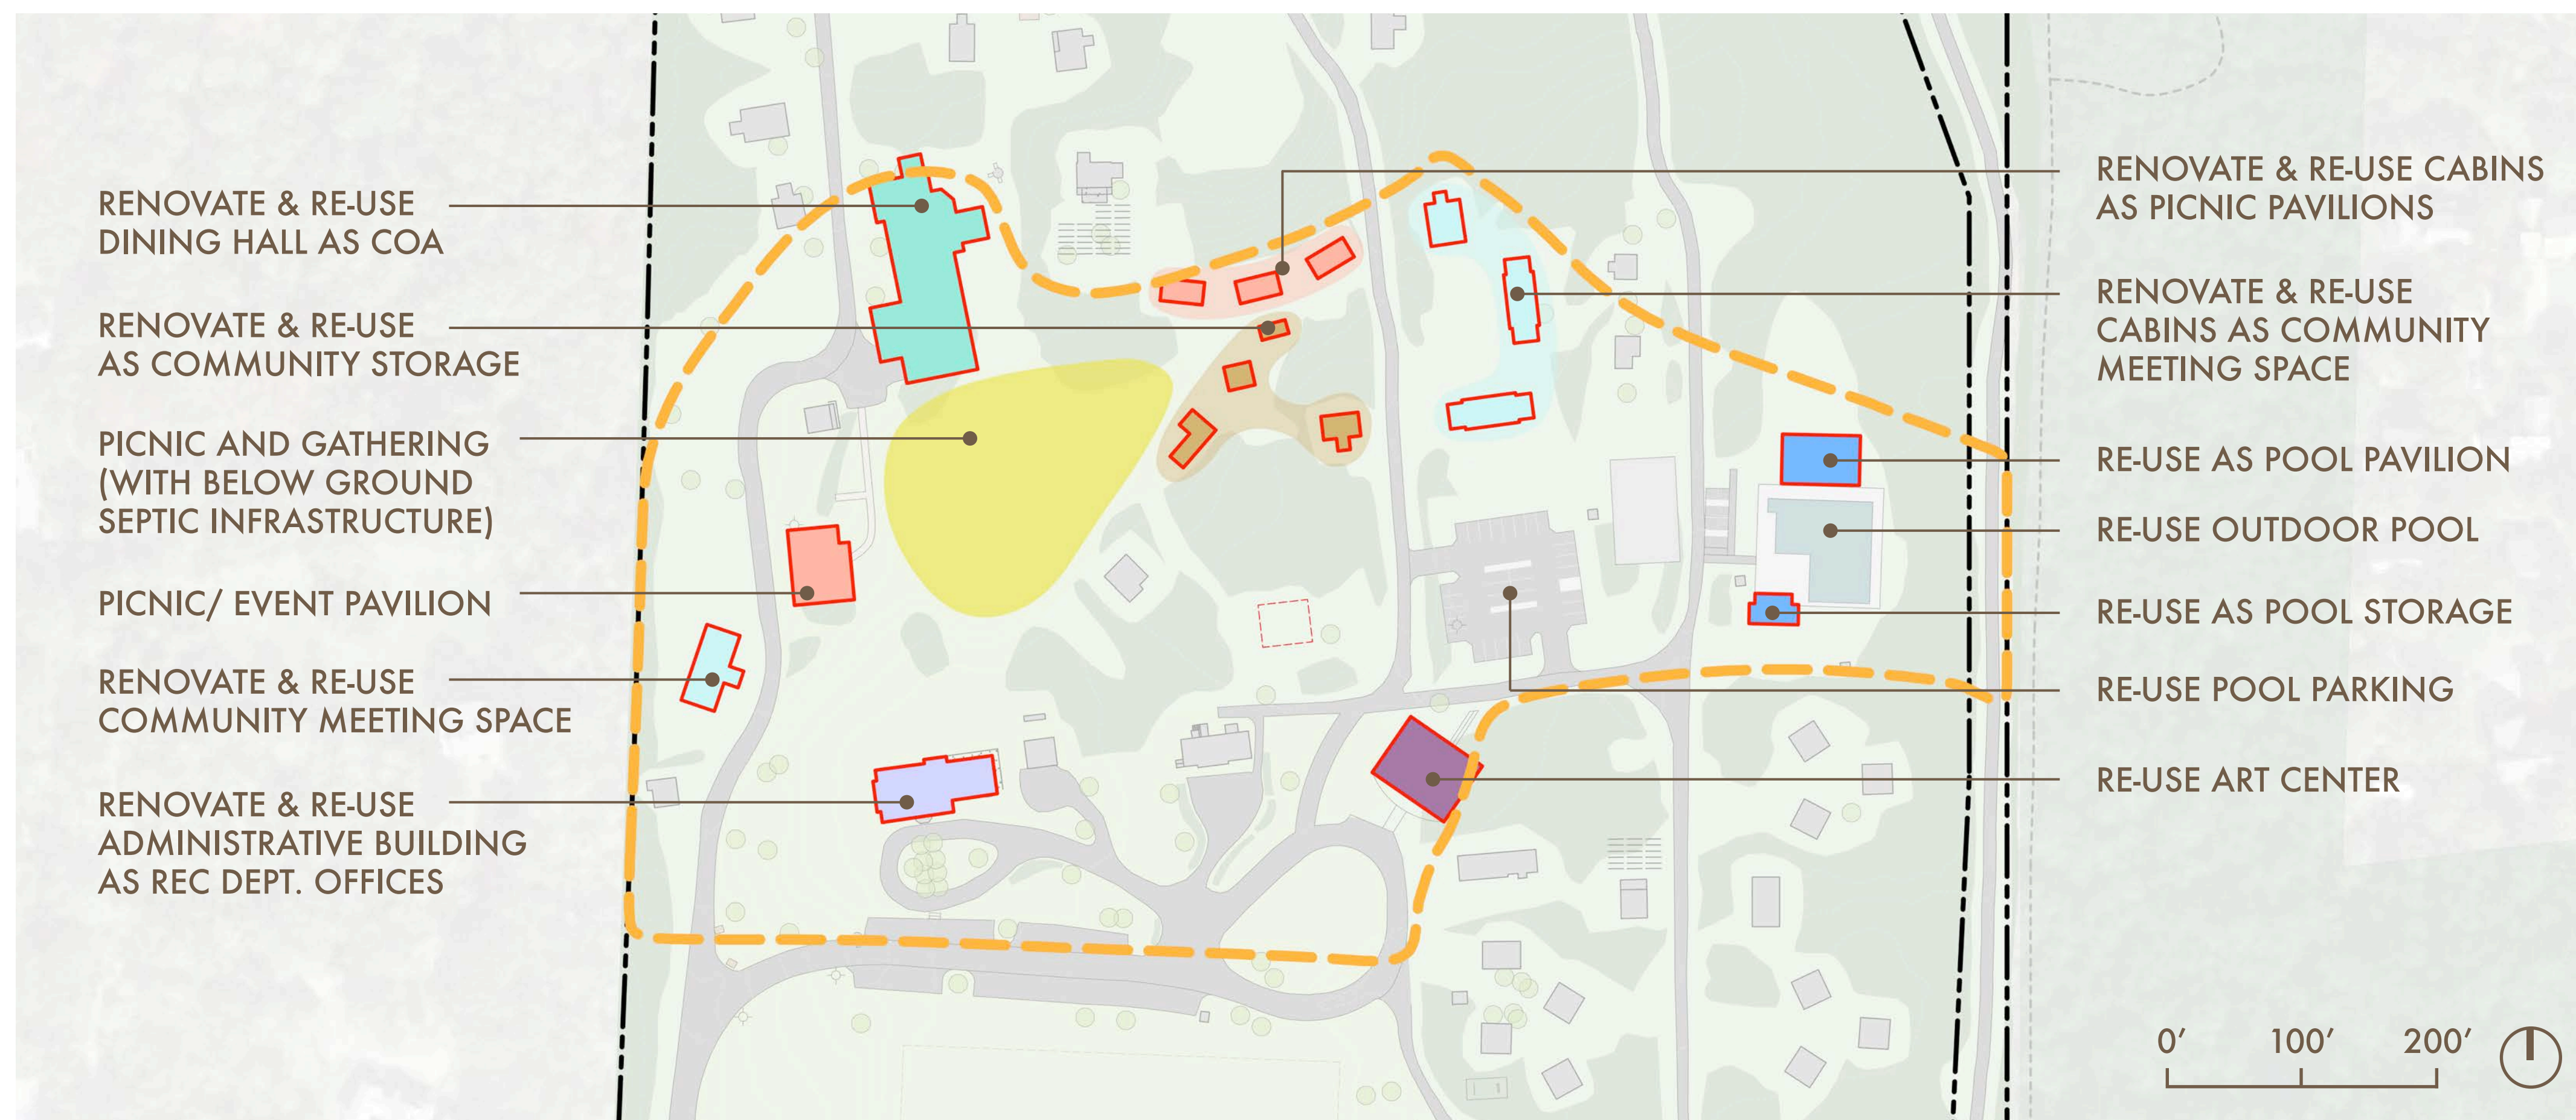 RENOVATE & RE-USE
DINING HALL AS COA
RENOVATE & RE-USE
AS COMMUNITY STORAGE
PICNIC AND GATHERING
(WITH BELOW GROUND
SEPTIC INFRASTRUCTURE)
PICNIC/ EVENT PAVILION
RENOVATE & RE-USE
COMMUNITY MEETING SPACE
RENOVATE & RE-USE
ADMINISTRATIVE BUILDING
AS REC DEPT. OFFICES
RENOVATE & RE-USE CABINS
AS PICNIC PAVILIONS
RENOVATE & RE-USE
CABINS AS COMMUNITY
MEETING SPACE
RE-USE AS POOL PAVILION
RE-USE OUTDOOR POOL
RE-USE AS POOL STORAGE
RE-USE POOL PARKING
RE-USE ART CENTER
0′ 100′ 200′